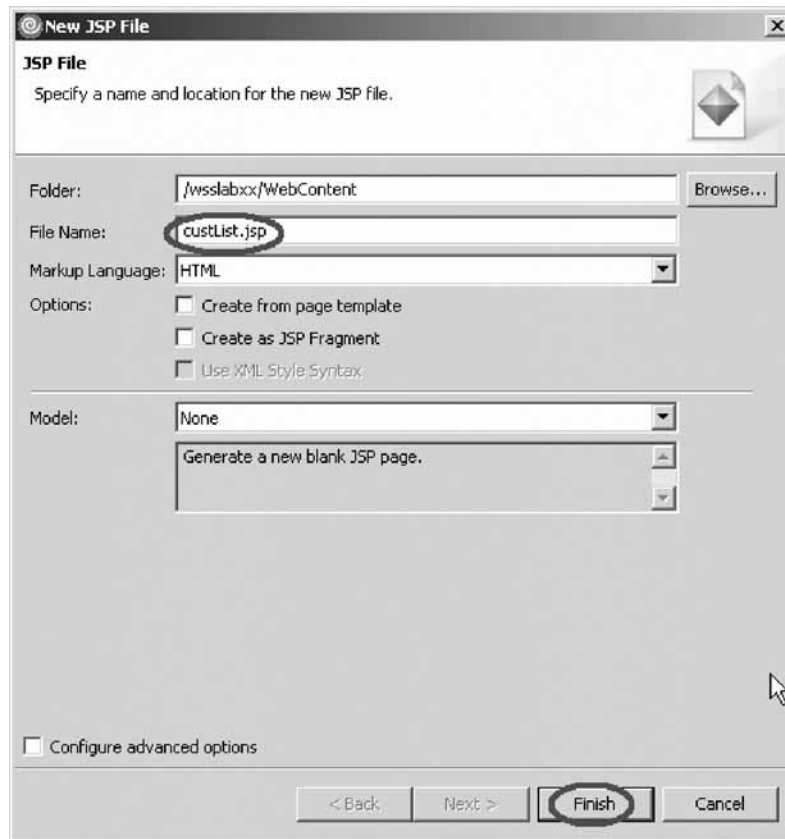 New JSP File
JSP File
Specify a name and location for the new JSP file.
Folder: /wsslabxx/WebContent Browse...
File Name: custList.jsp
Markup Language: HTML
Options: Create from page template
Create as JSP Fragment
Use XML Style Syntax
Model: None
Generate a new blank JSP page.
Configure advanced options
< Back Next > Finish Cancel